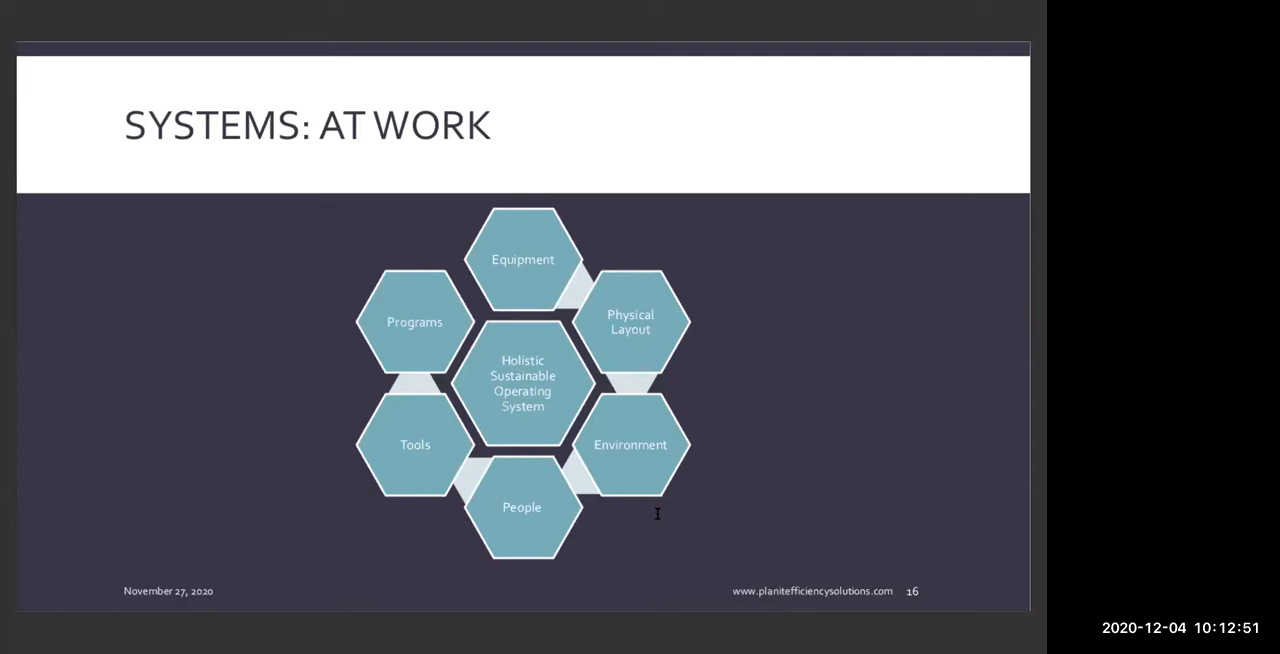 SYSTEMS: AT WORK
Equipment
Programs
Physical
Layout
Holistic
Sustainable
Operating
System
Tools
Environment
People
November 27, 2020
www.planitefficiencysolutions.com
16
2020-12-04 10:12:51